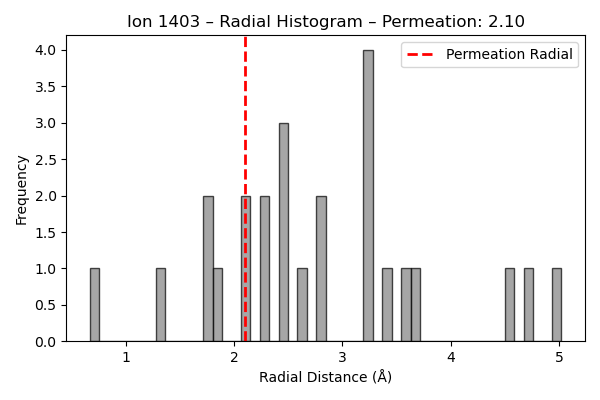 Ion 1403 – Radial Histogram – Permeation: 2.10
Permeation Radial
Frequency
4.0
3.5
3.0
2.5
2.0
1.5
1.0
0.5
0.0
1 2 3 4 5
Radial Distance (Å)